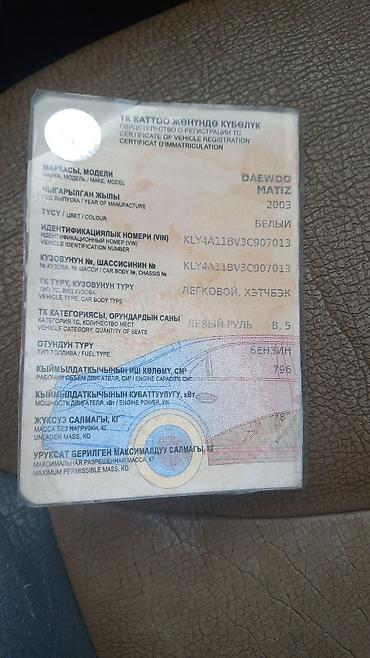 ТК КАТТОО ЖӨНҮНДӨ КҮБӨЛҮК
СВИДЕТЕЛЬСТВО О РЕГИСТРАЦИИ ТС
CERTIFICATE OF VEHICLE REGISTRATION
CERTIFICAT D'IMMATRICULATION
МАРКАСЫ, МОДЕЛИ DAEWOO
МАРКА, МОДЕЛЬ / MAKE, MODEL MATIZ
ЧЫГАРЫЛГАН ЖЫЛЫ 2003
ГОД ВЫПУСКА / YEAR OF MANUFACTURE
ТҮСҮ / ЦВЕТ / COLOUR БЕЛЫЙ
ИДЕНТИФИКАЦИЯЛЫК НОМЕРИ (VIN) KLY4A11BV3C907013
ИДЕНТИФИКАЦИОННЫЙ НОМЕР (VIN)
VEHICLE IDENTIFICATION NUMBER
КУЗОВУНУН №, ШАССИСИНИН № KLY4A11BV3C907013
№ КУЗОВА, № ШАССИ / CAR BODY №, CHASSIS №
ТК ТҮРҮ, КУЗОВУНУН ТҮРҮ ЛЕГКОВОЙ, ХЭТЧБЭК
ТИП ТС, ВИД КУЗОВА
VEHICLE TYPE, CAR BODY TYPE
ТК КАТЕГОРИЯСЫ, ОРУНДАРДЫН САНЫ ЛЕВЫЙ РУЛЬ B, 5
КАТЕГОРИЯ ТС, КОЛИЧЕСТВО МЕСТ
VEHICLE CATEGORY, QUANTITY OF SEATS
ОТУНДУН ТҮРҮ БЕНЗИН
ТИП ТОПЛИВА / FUEL TYPE
КЫЙМЫЛДАТКЫЧЫНЫН ИШ КӨЛӨМҮ, СМ³ 796
РАБОЧИЙ ОБЪЕМ ДВИГАТЕЛЯ, СМ³ / ENGINE CAPACITY, CM³
КЫЙМЫЛДАТКЫЧЫНЫН КУБАТТУУЛУГУ, кВт
МОЩНОСТЬ ДВИГАТЕЛЯ, кВт / ENGINE POWER, KW
ЖҮКСҮЗ САЛМАГЫ, КГ 78
МАССА БЕЗ НАГРУЗКИ, КГ
UNLADEN MASS, KG
УРУКСАТ БЕРИЛГЕН МАКСИМАЛДУУ САЛМАГЫ, КГ
МАКСИМАЛЬНАЯ РАЗРЕШЕННАЯ МАССА, КГ
MAXIMUM PERMISSIBLE MASS, KG